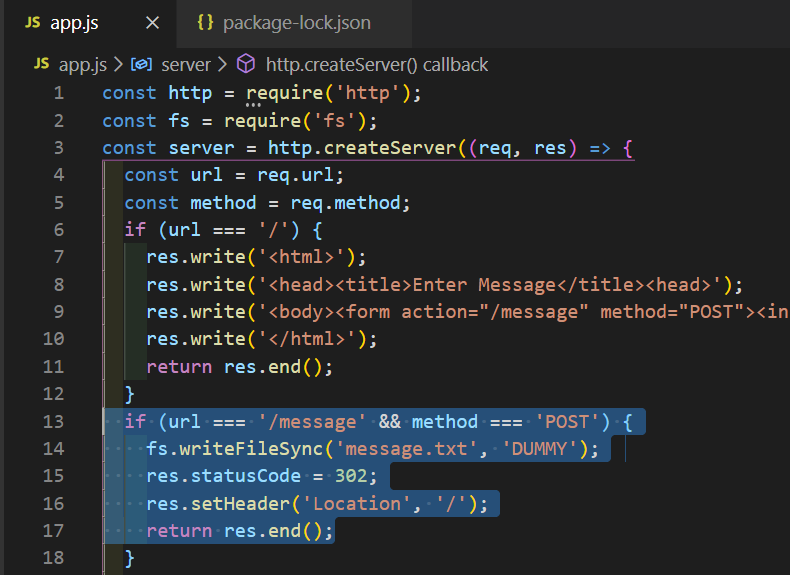 JS app.js × {} package-lock.json
JS app.js > server > http.createServer() callback
1 const http = require('http');
2 const fs = require('fs');
3 const server = http.createServer((req, res) => {
4 const url = req.url;
5 const method = req.method;
6 if (url === '/') {
7 res.write('<html>');
8 res.write('<head><title>Enter Message</title><head>');
9 res.write('<body><form action="/message" method="POST"><in
10 res.write('</html>');
11 return res.end();
12 }
13 if (url === '/message' && method === 'POST') {
14 fs.writeFileSync('message.txt', 'DUMMY');
15 res.statusCode = 302;
16 res.setHeader('Location', '/');
17 return res.end();
18 }